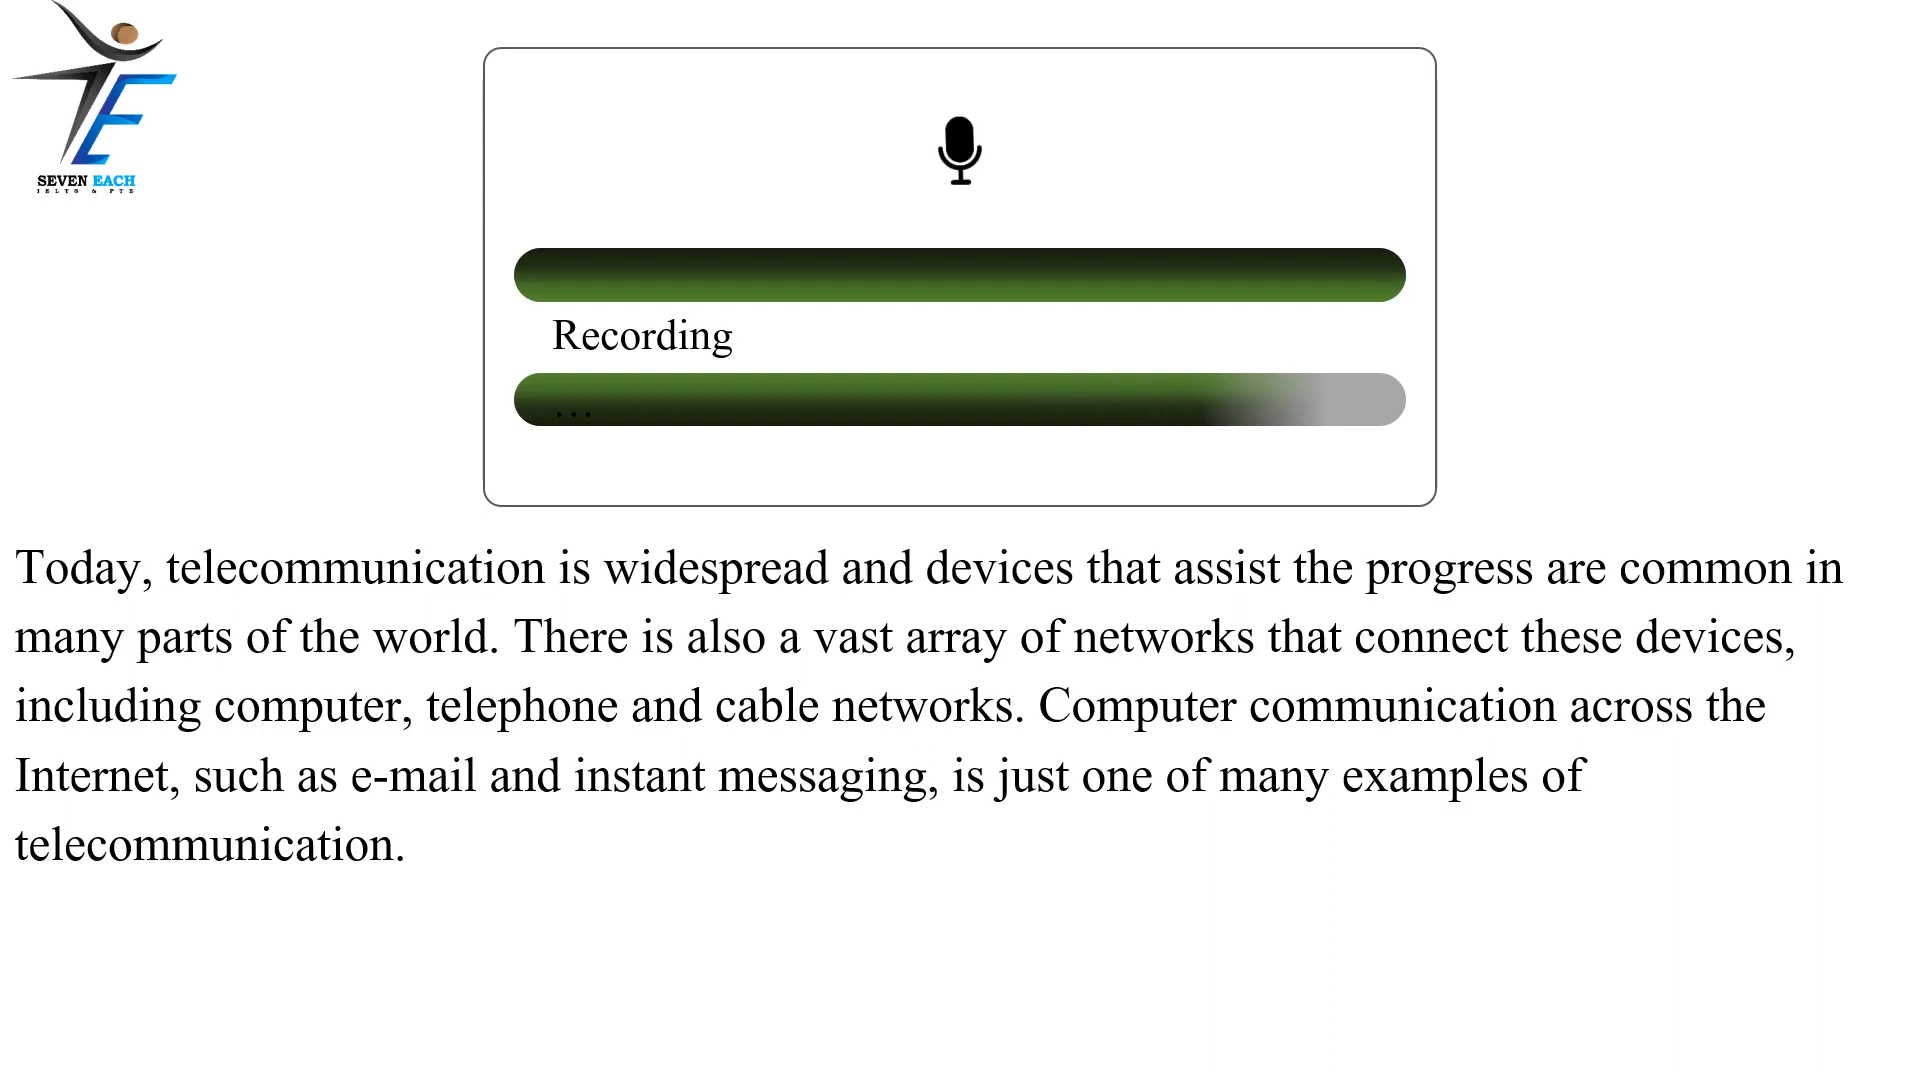 SEVEN EACH
IELTS & PTE
Recording
...
Today, telecommunication is widespread and devices that assist the progress are common in
many parts of the world. There is also a vast array of networks that connect these devices,
including computer, telephone and cable networks. Computer communication across the
Internet, such as e-mail and instant messaging, is just one of many examples of
telecommunication.